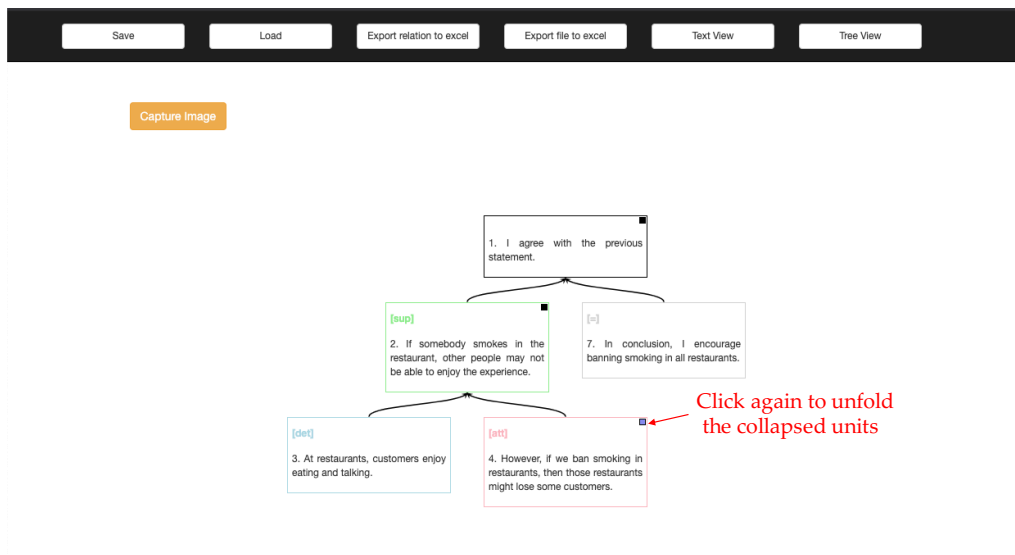 Save
Load
Export relation to excel
Export file to excel
Text View
Tree View
Capture Image
1. I agree with the previous
statement.
[sup]
2. If somebody smokes in the
restaurant, other people may not
be able to enjoy the experience.
[=]
7. In conclusion, I encourage
banning smoking in all restaurants.
Click again to unfold
the collapsed units
[det]
3. At restaurants, customers enjoy
eating and talking.
[att]
4. However, if we ban smoking in
restaurants, then those restaurants
might lose some customers.